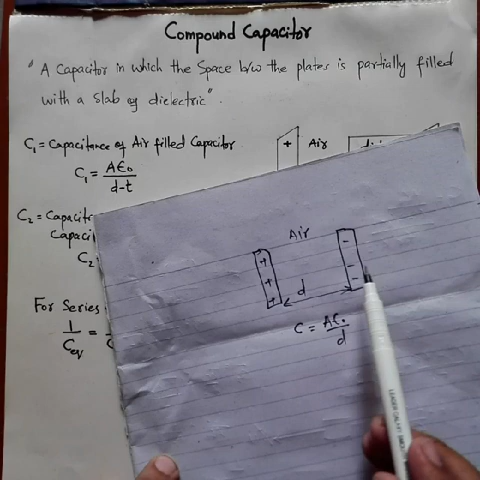 Compound Capacitor
"A Capacitor in which the Space b/w the plates is partially filled
with a Slab of dielectric".
C₁ = Capacitance of Air filled Capacitor
C₁ = Aϵ₀/d-t
+ Air
C₂ =
C₂
For Series
1/Ceq =
Air
+ -
+
+ -
d
C = Aϵ₀/d